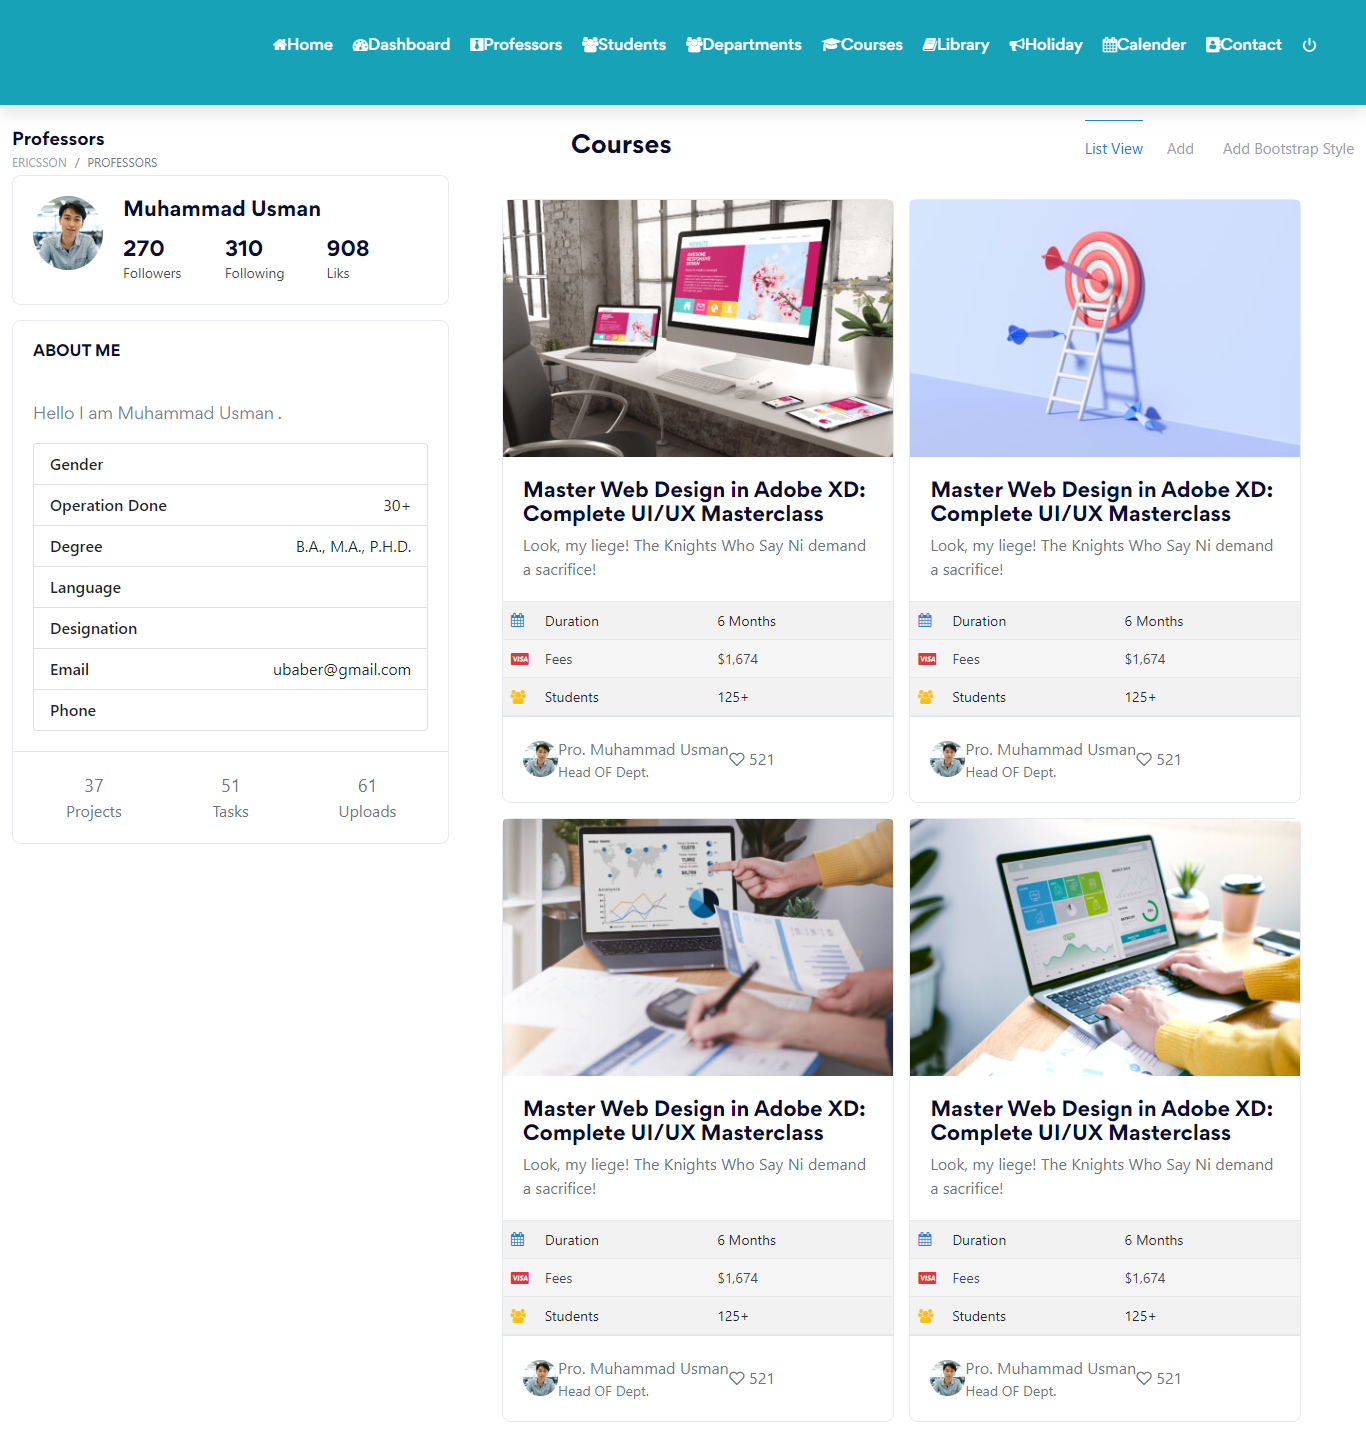 Home Dashboard Professors Students Departments Courses Library Holiday Calender Contact
Professors
ERICSSON / PROFESSORS
Muhammad Usman
270 310 908
Followers Following Liks
ABOUT ME
Hello I am Muhammad Usman .
Gender
Operation Done 30+
Degree B.A., M.A., P.H.D.
Language
Designation
Email ubaber@gmail.com
Phone
37 51 61
Projects Tasks Uploads
Courses
List View Add Add Bootstrap Style
Master Web Design in Adobe XD:
Complete UI/UX Masterclass
Look, my liege! The Knights Who Say Ni demand
a sacrifice!
Duration 6 Months
VISA Fees $1,674
Students 125+
Pro. Muhammad Usman 521
Head OF Dept.
Master Web Design in Adobe XD:
Complete UI/UX Masterclass
Look, my liege! The Knights Who Say Ni demand
a sacrifice!
Duration 6 Months
VISA Fees $1,674
Students 125+
Pro. Muhammad Usman 521
Head OF Dept.
Analysis
Master Web Design in Adobe XD:
Complete UI/UX Masterclass
Look, my liege! The Knights Who Say Ni demand
a sacrifice!
Duration 6 Months
VISA Fees $1,674
Students 125+
Pro. Muhammad Usman 521
Head OF Dept.
Master Web Design in Adobe XD:
Complete UI/UX Masterclass
Look, my liege! The Knights Who Say Ni demand
a sacrifice!
Duration 6 Months
VISA Fees $1,674
Students 125+
Pro. Muhammad Usman 521
Head OF Dept.